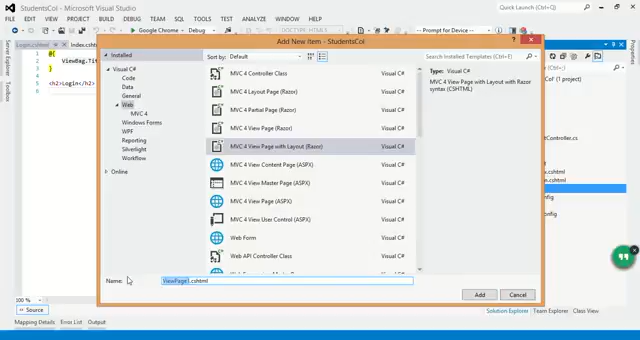 StudentsCol - Microsoft Visual Studio
Quick Launch (Ctrl+Q)
FILE EDIT VIEW PROJECT BUILD DEBUG TEAM SQL TOOLS TEST ANALYZE WINDOW HELP
Google Chrome
Debug
Prompt for Device
Login.cshtml
Index.cshtml
@{
ViewBag.Tit
}
<h2>Login</h2>
Server Explorer
Toolbox
Properties
Add New Item - StudentsCol
Installed
Sort by: Default
Search Installed Templates (Ctrl+E)
Visual C#
Code
Data
General
Web
MVC 4
Windows Forms
WPF
Reporting
Silverlight
Workflow
Online
MVC 4 Controller Class Visual C#
MVC 4 Layout Page (Razor) Visual C#
MVC 4 Partial Page (Razor) Visual C#
MVC 4 View Page (Razor) Visual C#
MVC 4 View Page with Layout (Razor) Visual C#
MVC 4 View Content Page (ASPX) Visual C#
MVC 4 View Master Page (ASPX) Visual C#
MVC 4 View Page (ASPX) Visual C#
MVC 4 View User Control (ASPX) Visual C#
Web Form Visual C#
Web API Controller Class Visual C#
Type: Visual C#
MVC 4 View Page with Layout with Razor
syntax (CSHTML)
Col' (1 project)
ntController.cs
.cshtml
n.cshtml
onfig
g
Name: ViewPage1.cshtml
Add
Cancel
100 %
Source
Solution Explorer Team Explorer Class View
Mapping Details Error List Output